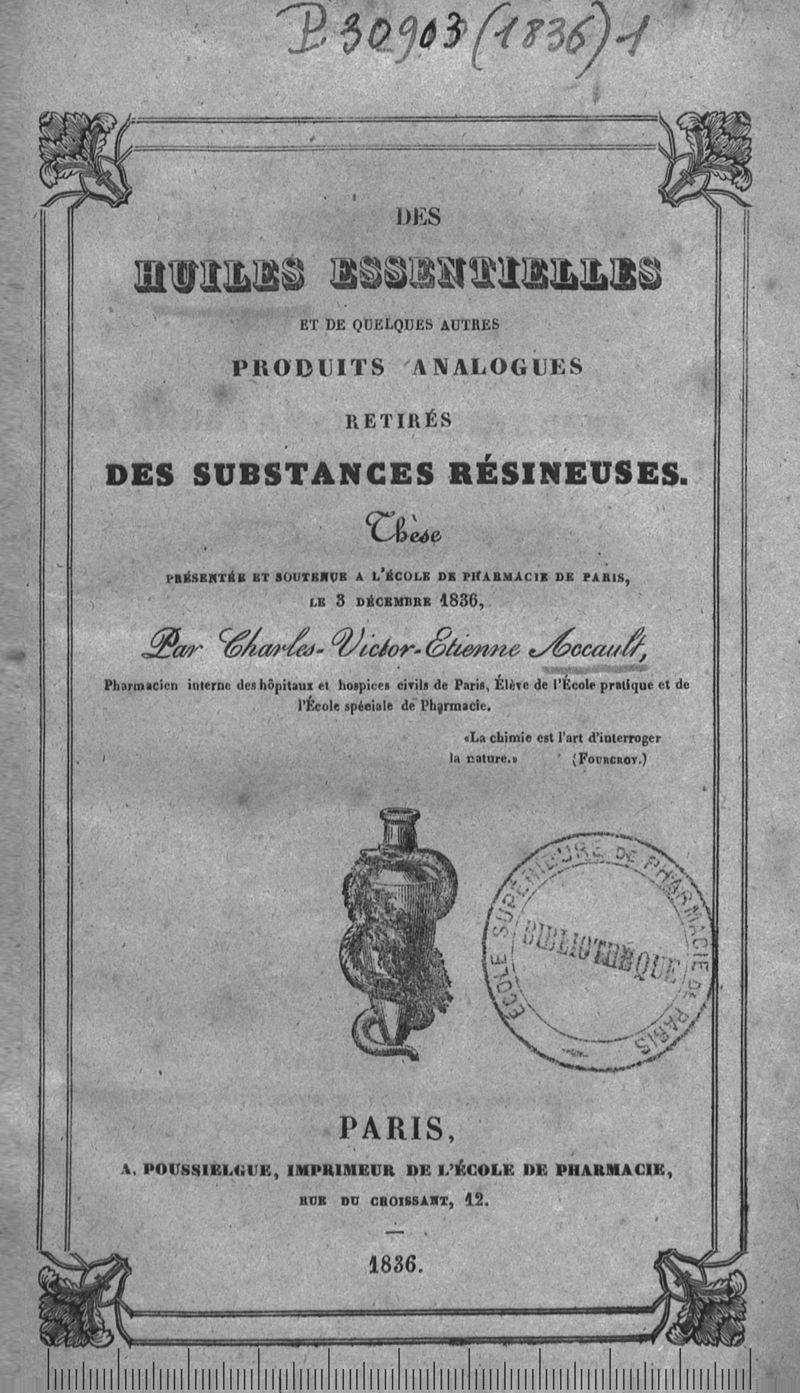 P 30903 (1836) 1
DES
HUILES ESSENTIELLES
ET DE QUELQUES AUTRES
PRODUITS ANALOGUES
RETIRÉS
DES SUBSTANCES RÉSINEUSES.
Thèse
PRÉSENTÉE ET SOUTENUE A L'ÉCOLE DE PHARMACIE DE PARIS,
LE 3 DÉCEMBRE 1836,
Par Charles-Victor-Etienne Accault,
Pharmacien interne des hôpitaux et hospices civils de Paris, Élève de l'École pratique et de
l'École spéciale de Pharmacie.
«La chimie est l'art d'interroger
la nature.» (FOURCROY.)
ECOLE SUPÉRIEURE DE PHARMACIE DE PARIS
BIBLIOTHÈQUE
PARIS,
A. POUSSIELGUE, IMPRIMEUR DE L'ÉCOLE DE PHARMACIE,
RUE DU CROISSANT, 12.
1836.